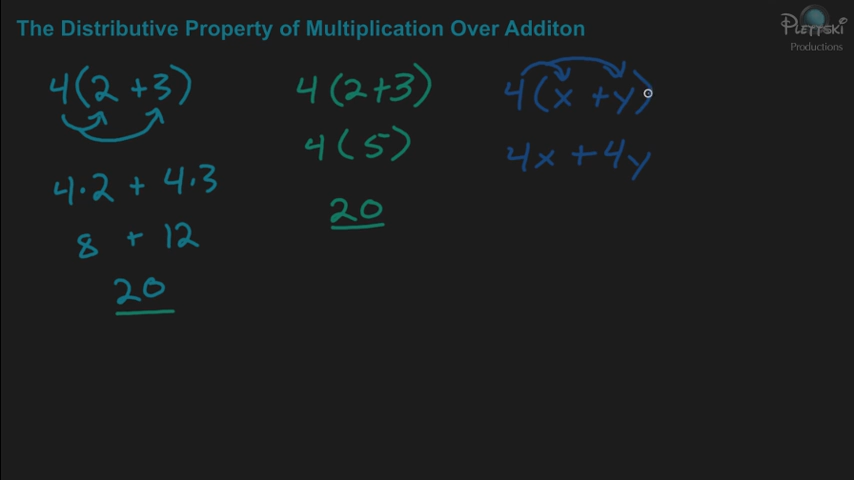 The Distributive Property of Multiplication Over Additon
PLETPSKI
Productions
4(2 + 3)
4·2 + 4·3
8 + 12
20
4(2+3)
4(5)
20
4(x + y)
4x + 4y